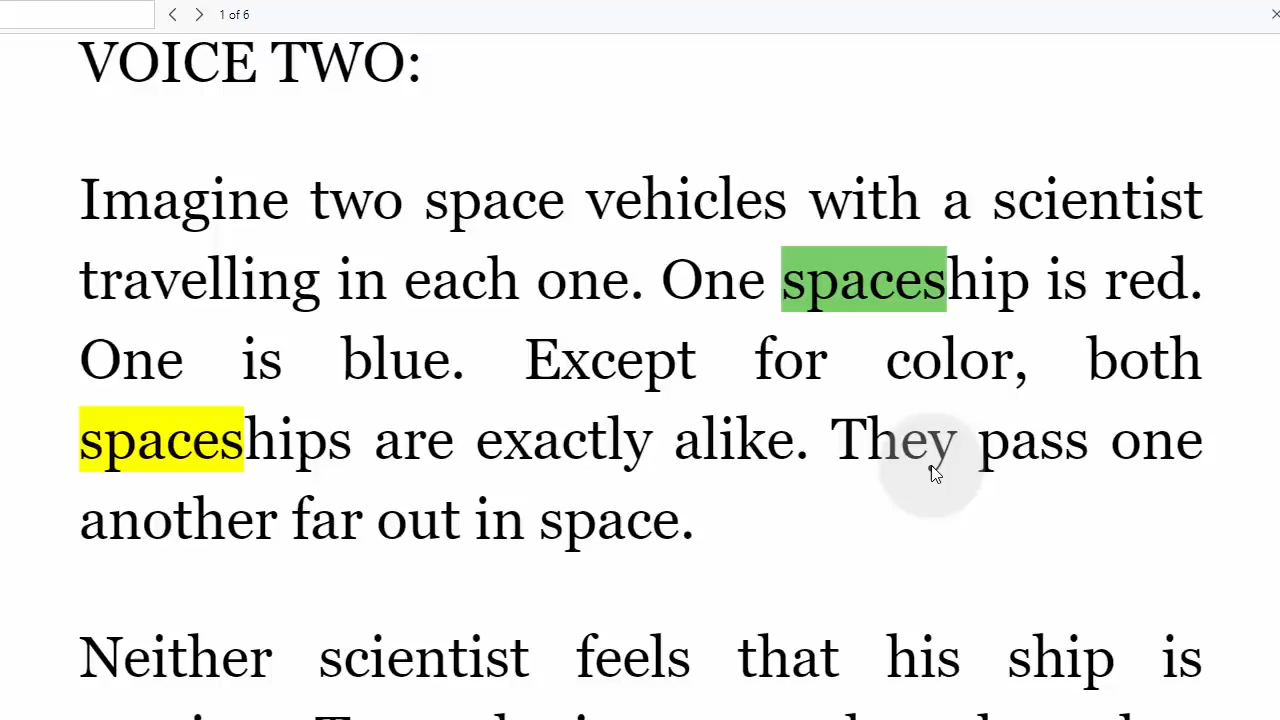 1 of 6
VOICE TWO:
Imagine two space vehicles with a scientist
travelling in each one. One spaceship is red.
One is blue. Except for color, both
spaceships are exactly alike. They pass one
another far out in space.
Neither scientist feels that his ship is